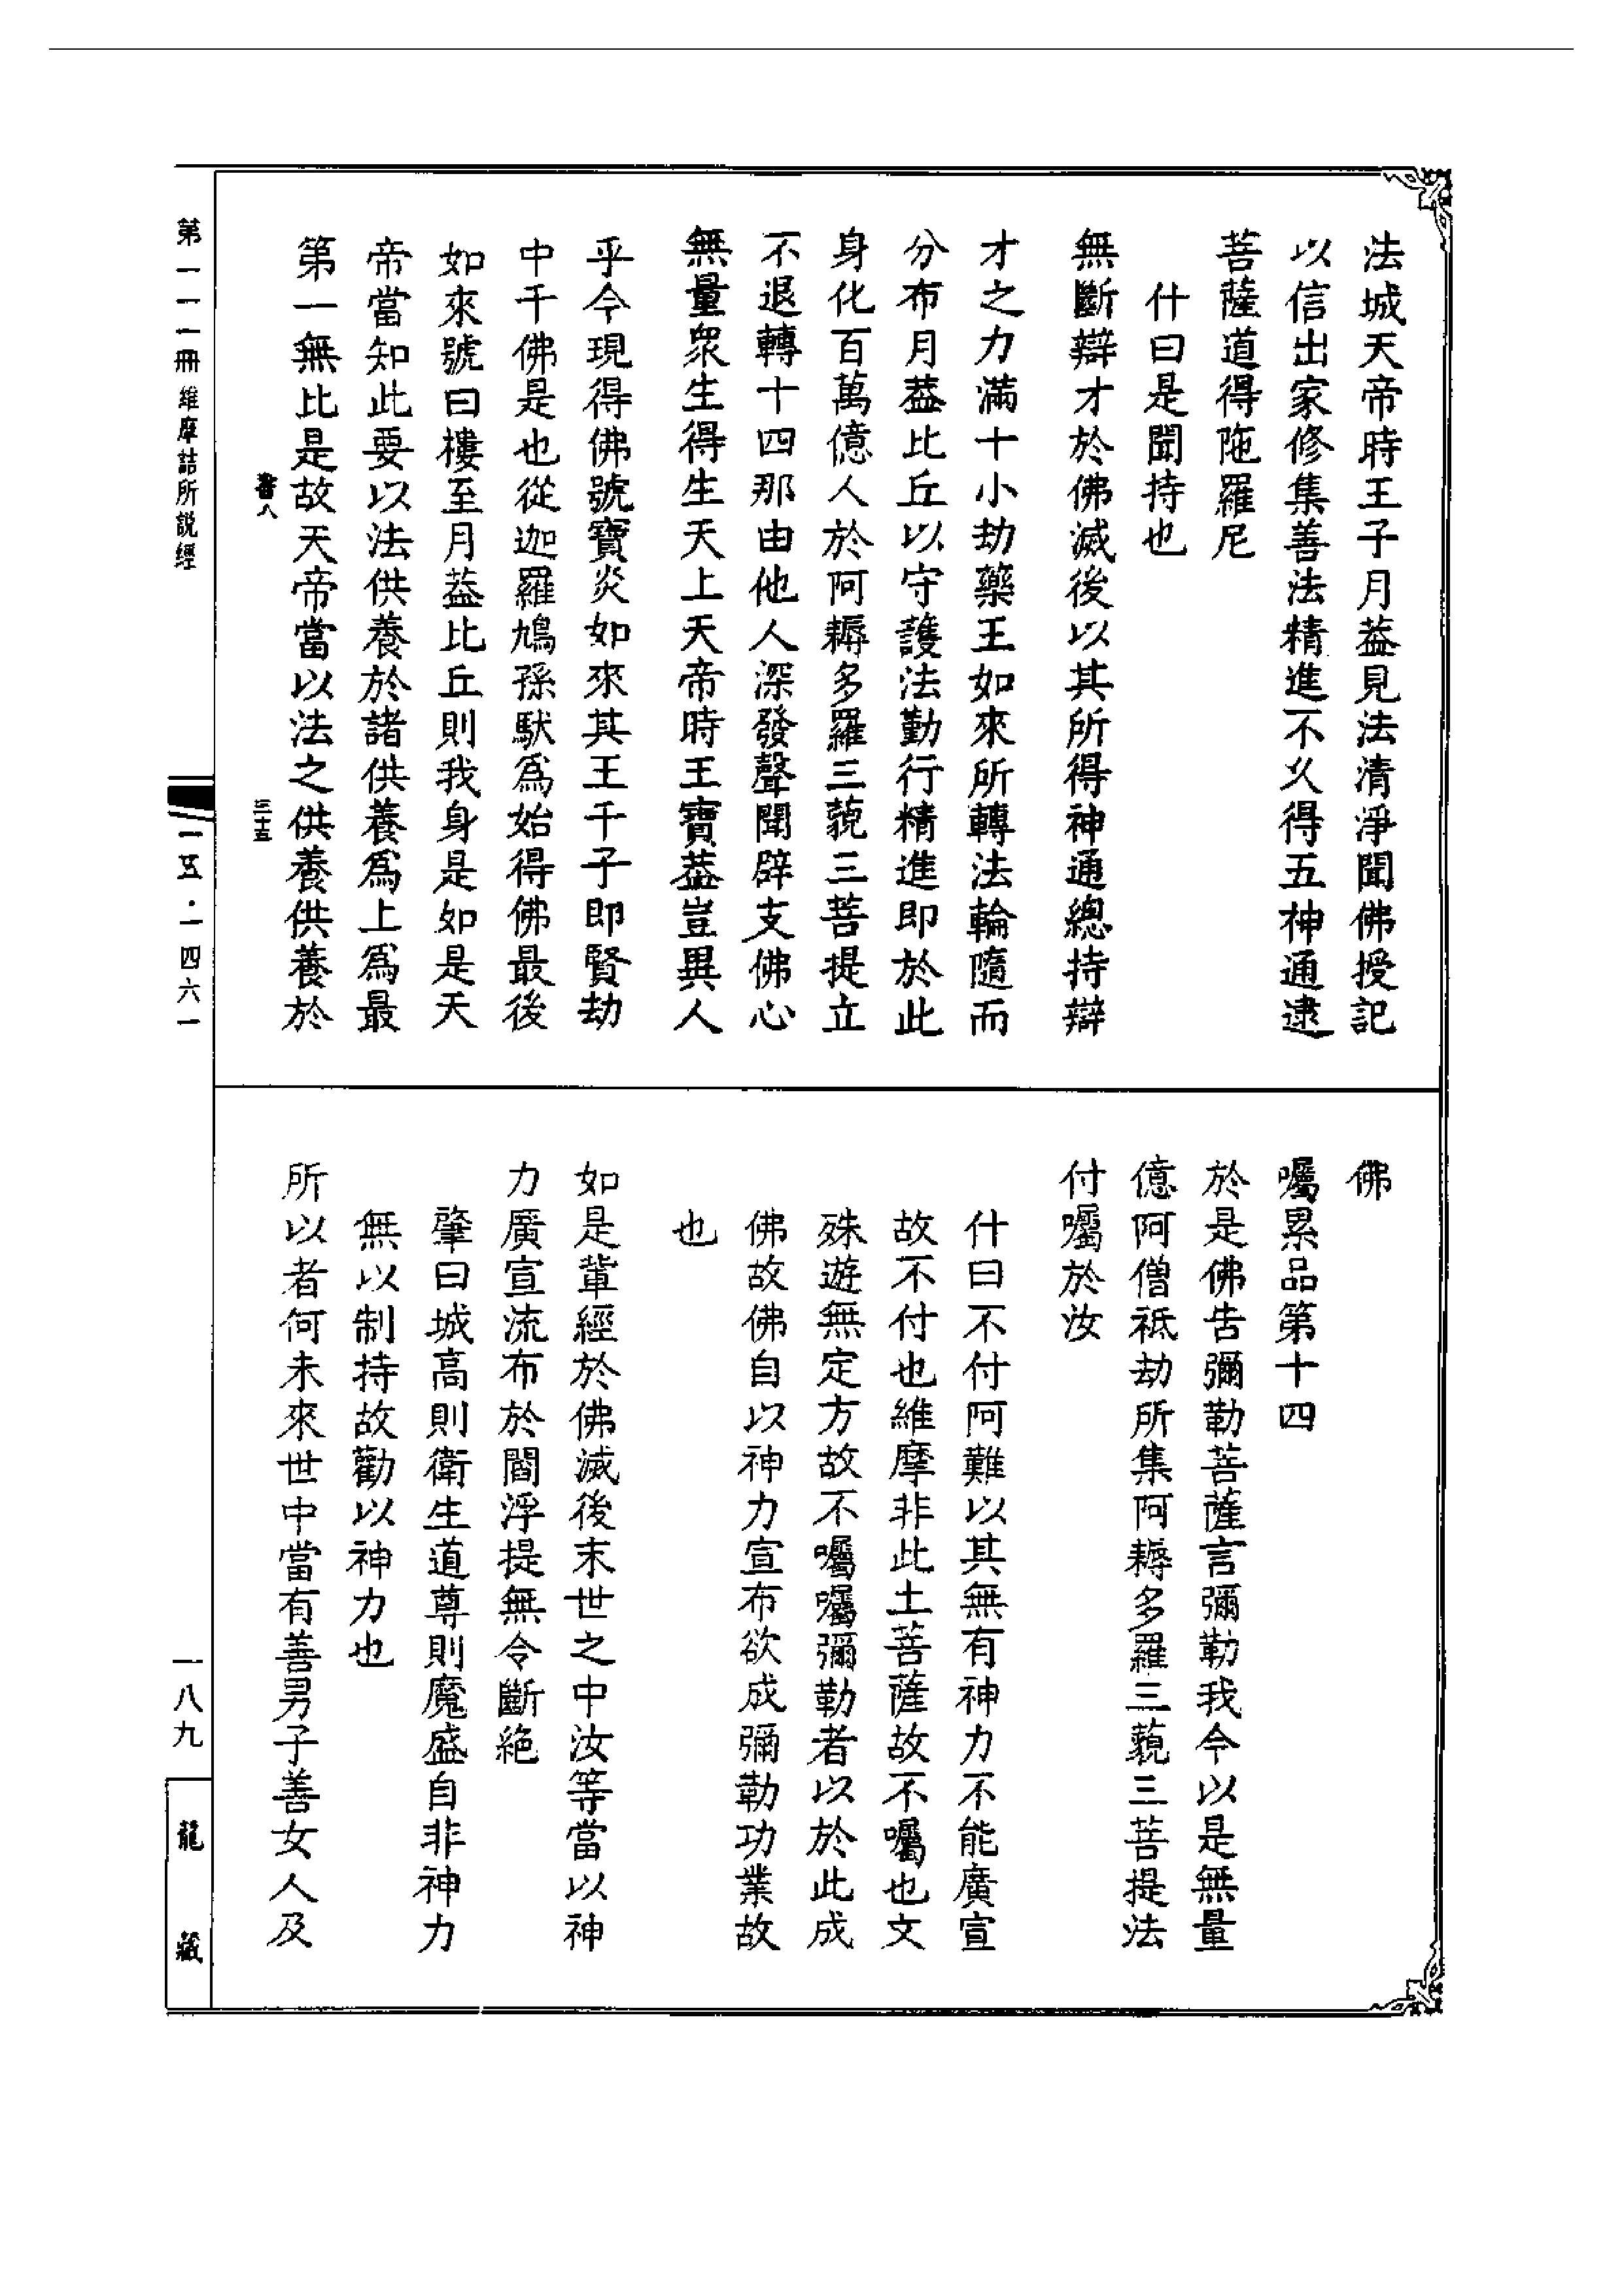 法城天帝時王子月葢見法清淨聞佛授記
以信出家修集善法精進不乆得五神通逮
菩薩道得陁羅尼
什曰是聞持也
無斷辯才於佛滅後以其所得神通總持辯
才之力滿十小劫藥王如來所轉法輪隨而
分布月葢比丘以守護法勤行精進即於此
身化百萬億人於阿耨多羅三藐三菩提立
不退轉十四那由他人深發聲聞辟支佛心
無量衆生得生天上天帝時王寶葢豈異人
乎今現得佛號寶炎如來其王千子即賢劫
中千佛是也從迦羅鳩孫馱爲始得佛最後
如來號曰樓至月葢比丘則我身是如是天
帝當知此要以法供養於諸供養爲上爲最
第一無比是故天帝當以法之供養供養於
書八
三十五
佛
囑累品第十四
於是佛告彌勒菩薩言彌勒我今以是無量
億阿僧祗劫所集阿耨多羅三藐三菩提法
付囑於汝
什曰不付阿難以其無有神力不能廣宣
故不付也維摩非此土菩薩故不囑也文
殊遊無定方故不囑囑彌勒者以於此成
佛故佛自以神力宣布欲成彌勒功業故
也
如是輩經於佛滅後末世之中汝等當以神
力廣宣流布於閻浮提無令斷絶
肇曰城高則衛生道尊則魔盛自非神力
無以制持故勸以神力也
所以者何未來世中當有善男子善女人及
第一一一冊 維摩詰所説經
一五·一四六一
一八九
龍藏